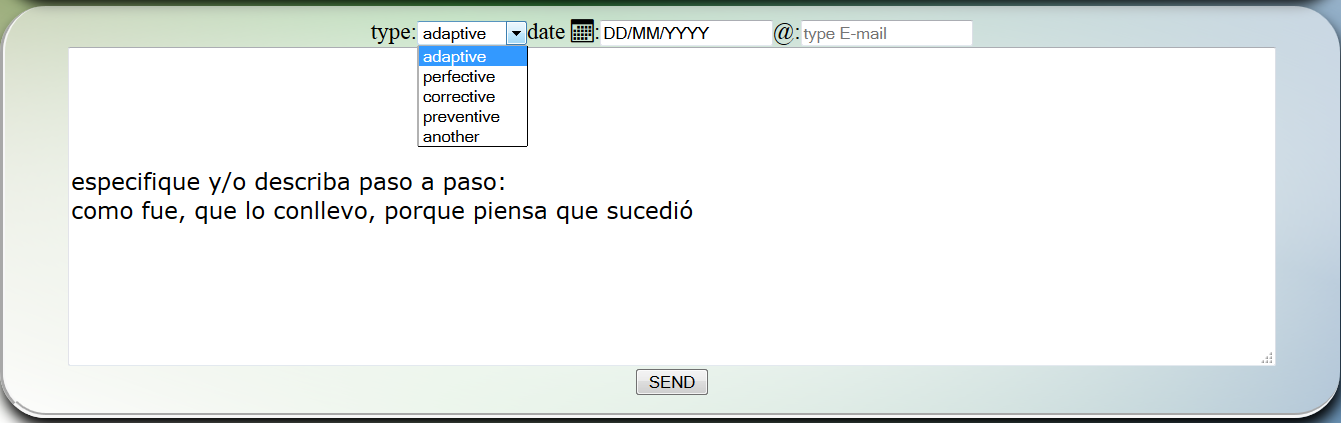 type: adaptive date : DD/MM/YYYY @: type E-mail
adaptive
perfective
corrective
preventive
another
especifique y/o describa paso a paso:
como fue, que lo conllevo, porque piensa que sucedió
SEND